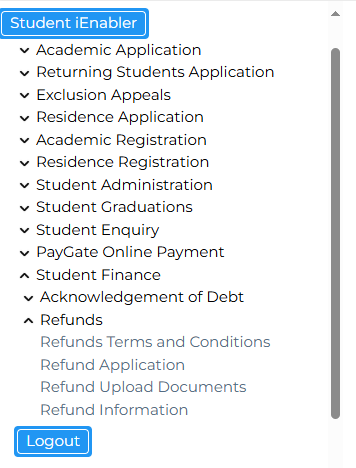 Student iEnabler
Academic Application
Returning Students Application
Exclusion Appeals
Residence Application
Academic Registration
Residence Registration
Student Administration
Student Graduations
Student Enquiry
PayGate Online Payment
Student Finance
Acknowledgement of Debt
Refunds
Refunds Terms and Conditions
Refund Application
Refund Upload Documents
Refund Information
Logout